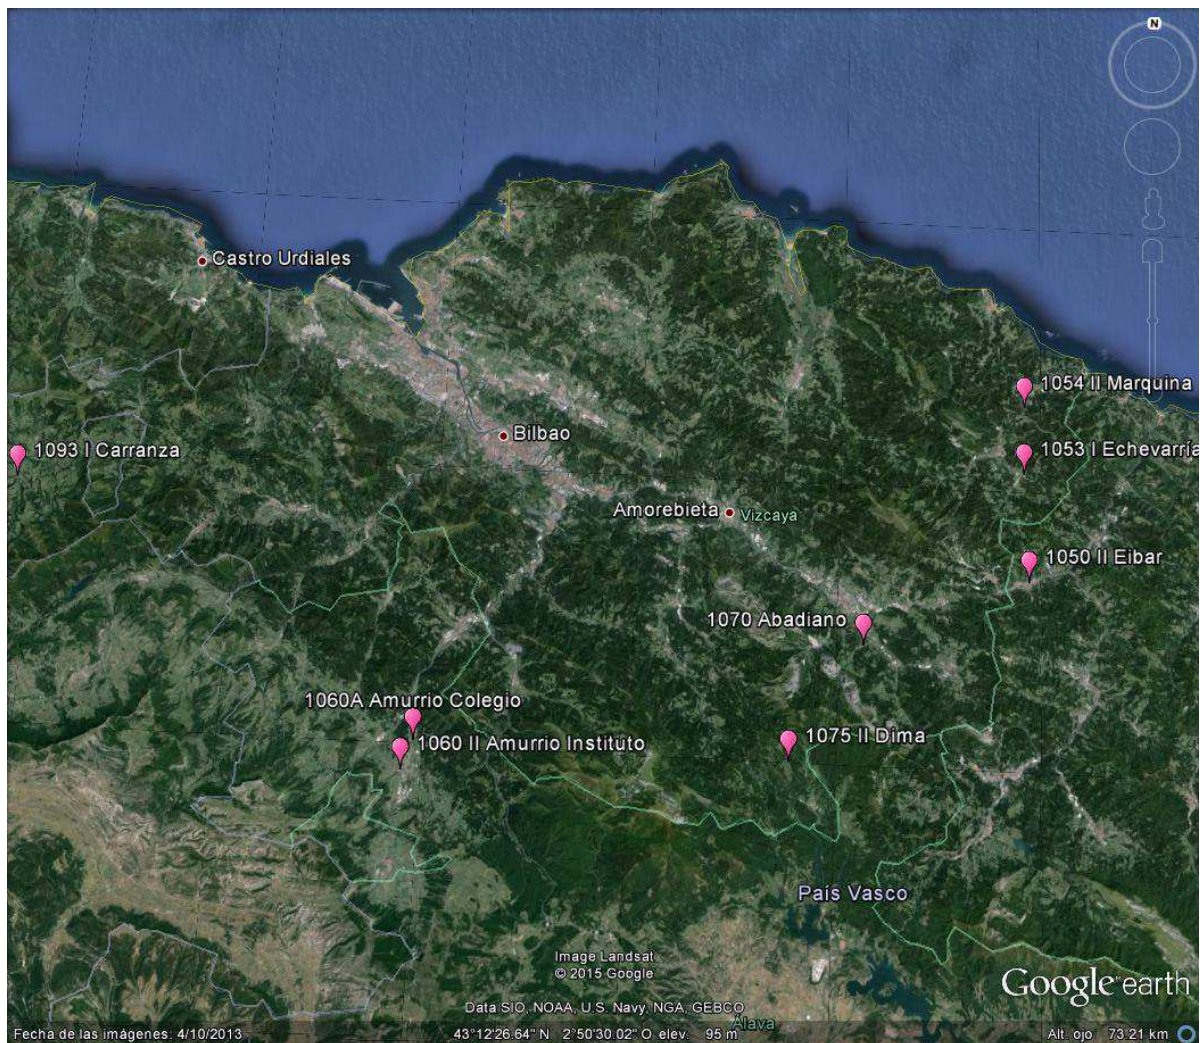 N
Castro Urdiales
1054 II Marquina
Bilbao
1093 I Carranza
1053 I Echevarría
Amorebieta
Vizcaya
1050 II Eibar
1070 Abadiano
1060A Amurrio Colegio
1060 II Amurrio Instituto
1075 II Dima
País Vasco
Image Landsat
© 2015 Google
Google earth
Data SIO, NOAA, U.S. Navy, NGA, GEBCO
Álava
Fecha de las imágenes: 4/10/2013
43°12'26.64" N 2°50'30.02" O elev. 95 m
Alt. ojo 73.21 km